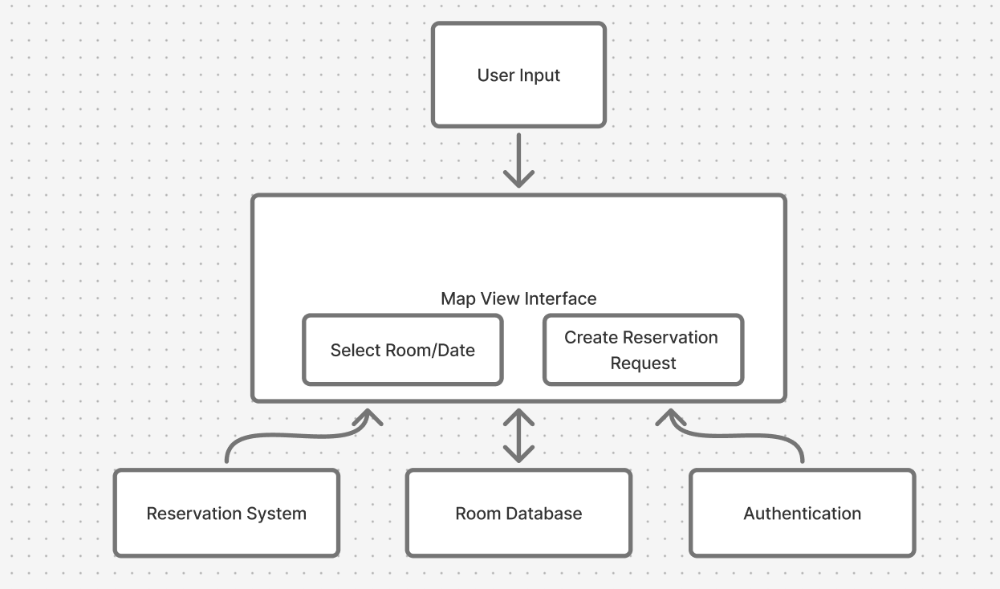 User Input
Map View Interface
Select Room/Date
Create Reservation
Request
Reservation System
Room Database
Authentication